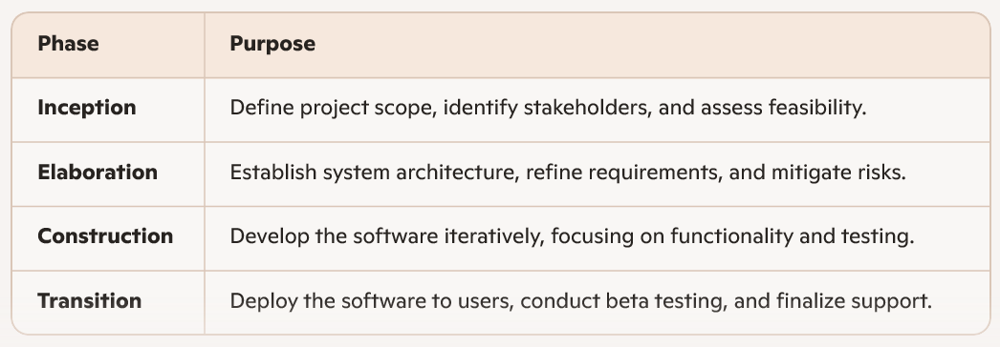 Phase Purpose
Inception Define project scope, identify stakeholders, and assess feasibility.
Elaboration Establish system architecture, refine requirements, and mitigate risks.
Construction Develop the software iteratively, focusing on functionality and testing.
Transition Deploy the software to users, conduct beta testing, and finalize support.